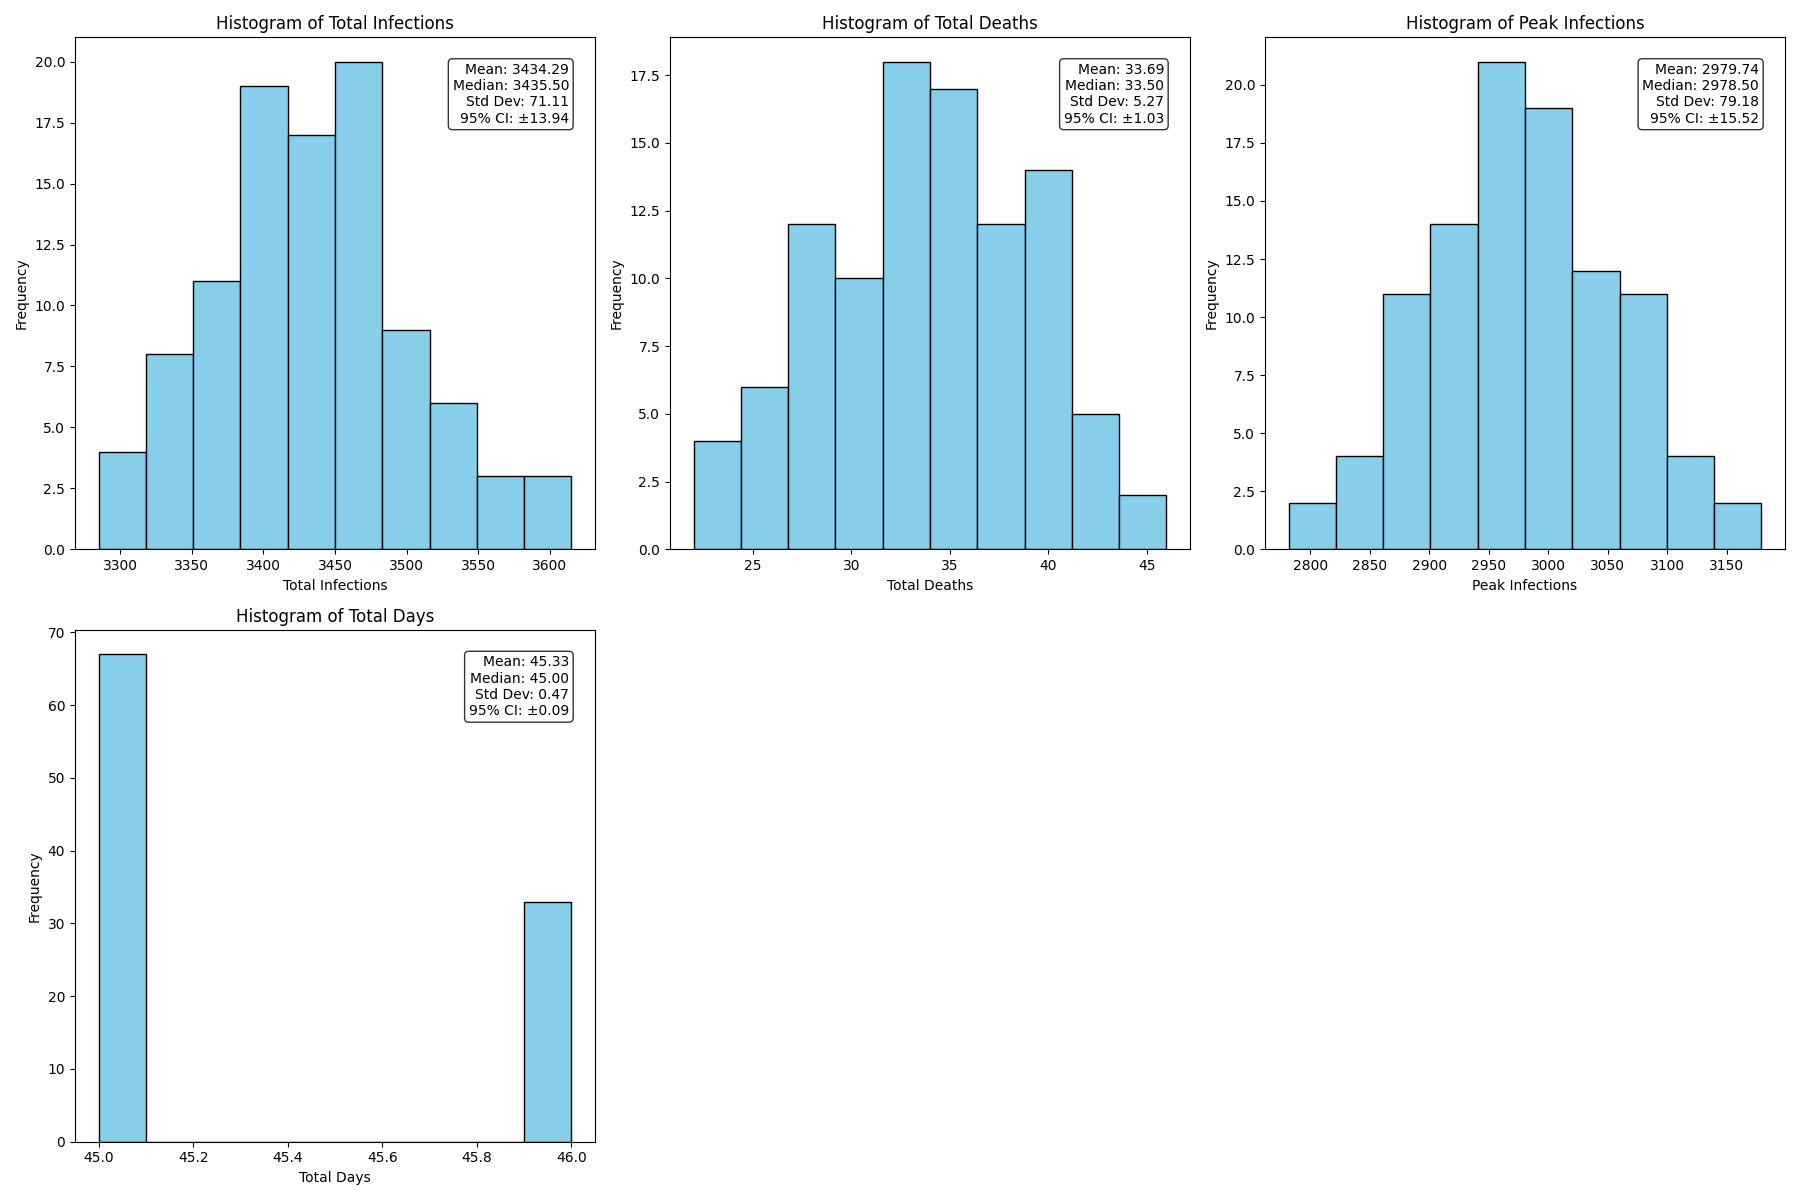 Histogram of Total Infections
20.0
17.5
15.0
12.5
10.0
7.5
5.0
2.5
0.0
Frequency
Mean: 3434.29
Median: 3435.50
Std Dev: 71.11
95% CI: ±13.94
3300 3350 3400 3450 3500 3550 3600
Total Infections
Histogram of Total Deaths
17.5
15.0
12.5
10.0
7.5
5.0
2.5
0.0
Frequency
Mean: 33.69
Median: 33.50
Std Dev: 5.27
95% CI: ±1.03
25 30 35 40 45
Total Deaths
Histogram of Peak Infections
20.0
17.5
15.0
12.5
10.0
7.5
5.0
2.5
0.0
Frequency
Mean: 2979.74
Median: 2978.50
Std Dev: 79.18
95% CI: ±15.52
2800 2850 2900 2950 3000 3050 3100 3150
Peak Infections
Histogram of Total Days
70
60
50
40
30
20
10
0
Frequency
Mean: 45.33
Median: 45.00
Std Dev: 0.47
95% CI: ±0.09
45.0 45.2 45.4 45.6 45.8 46.0
Total Days